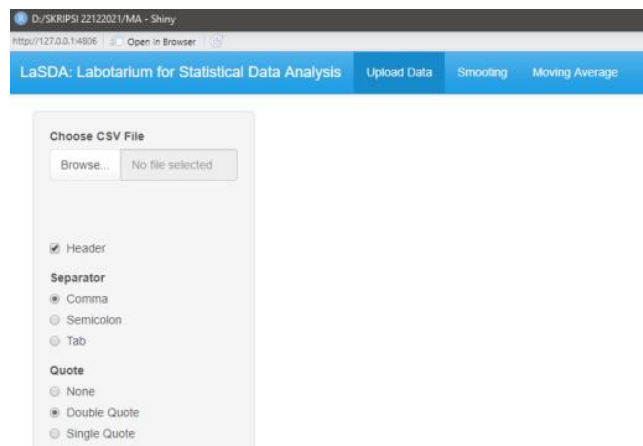 D:/SKRIPSI 22122021/MA - Shiny
http://127.0.0.1:4806 Open in Browser
LaSDA: Labotarium for Statistical Data Analysis Upload Data Smooting Moving Average
Choose CSV File
Browse... No file selected
Header
Separator
Comma
Semicolon
Tab
Quote
None
Double Quote
Single Quote